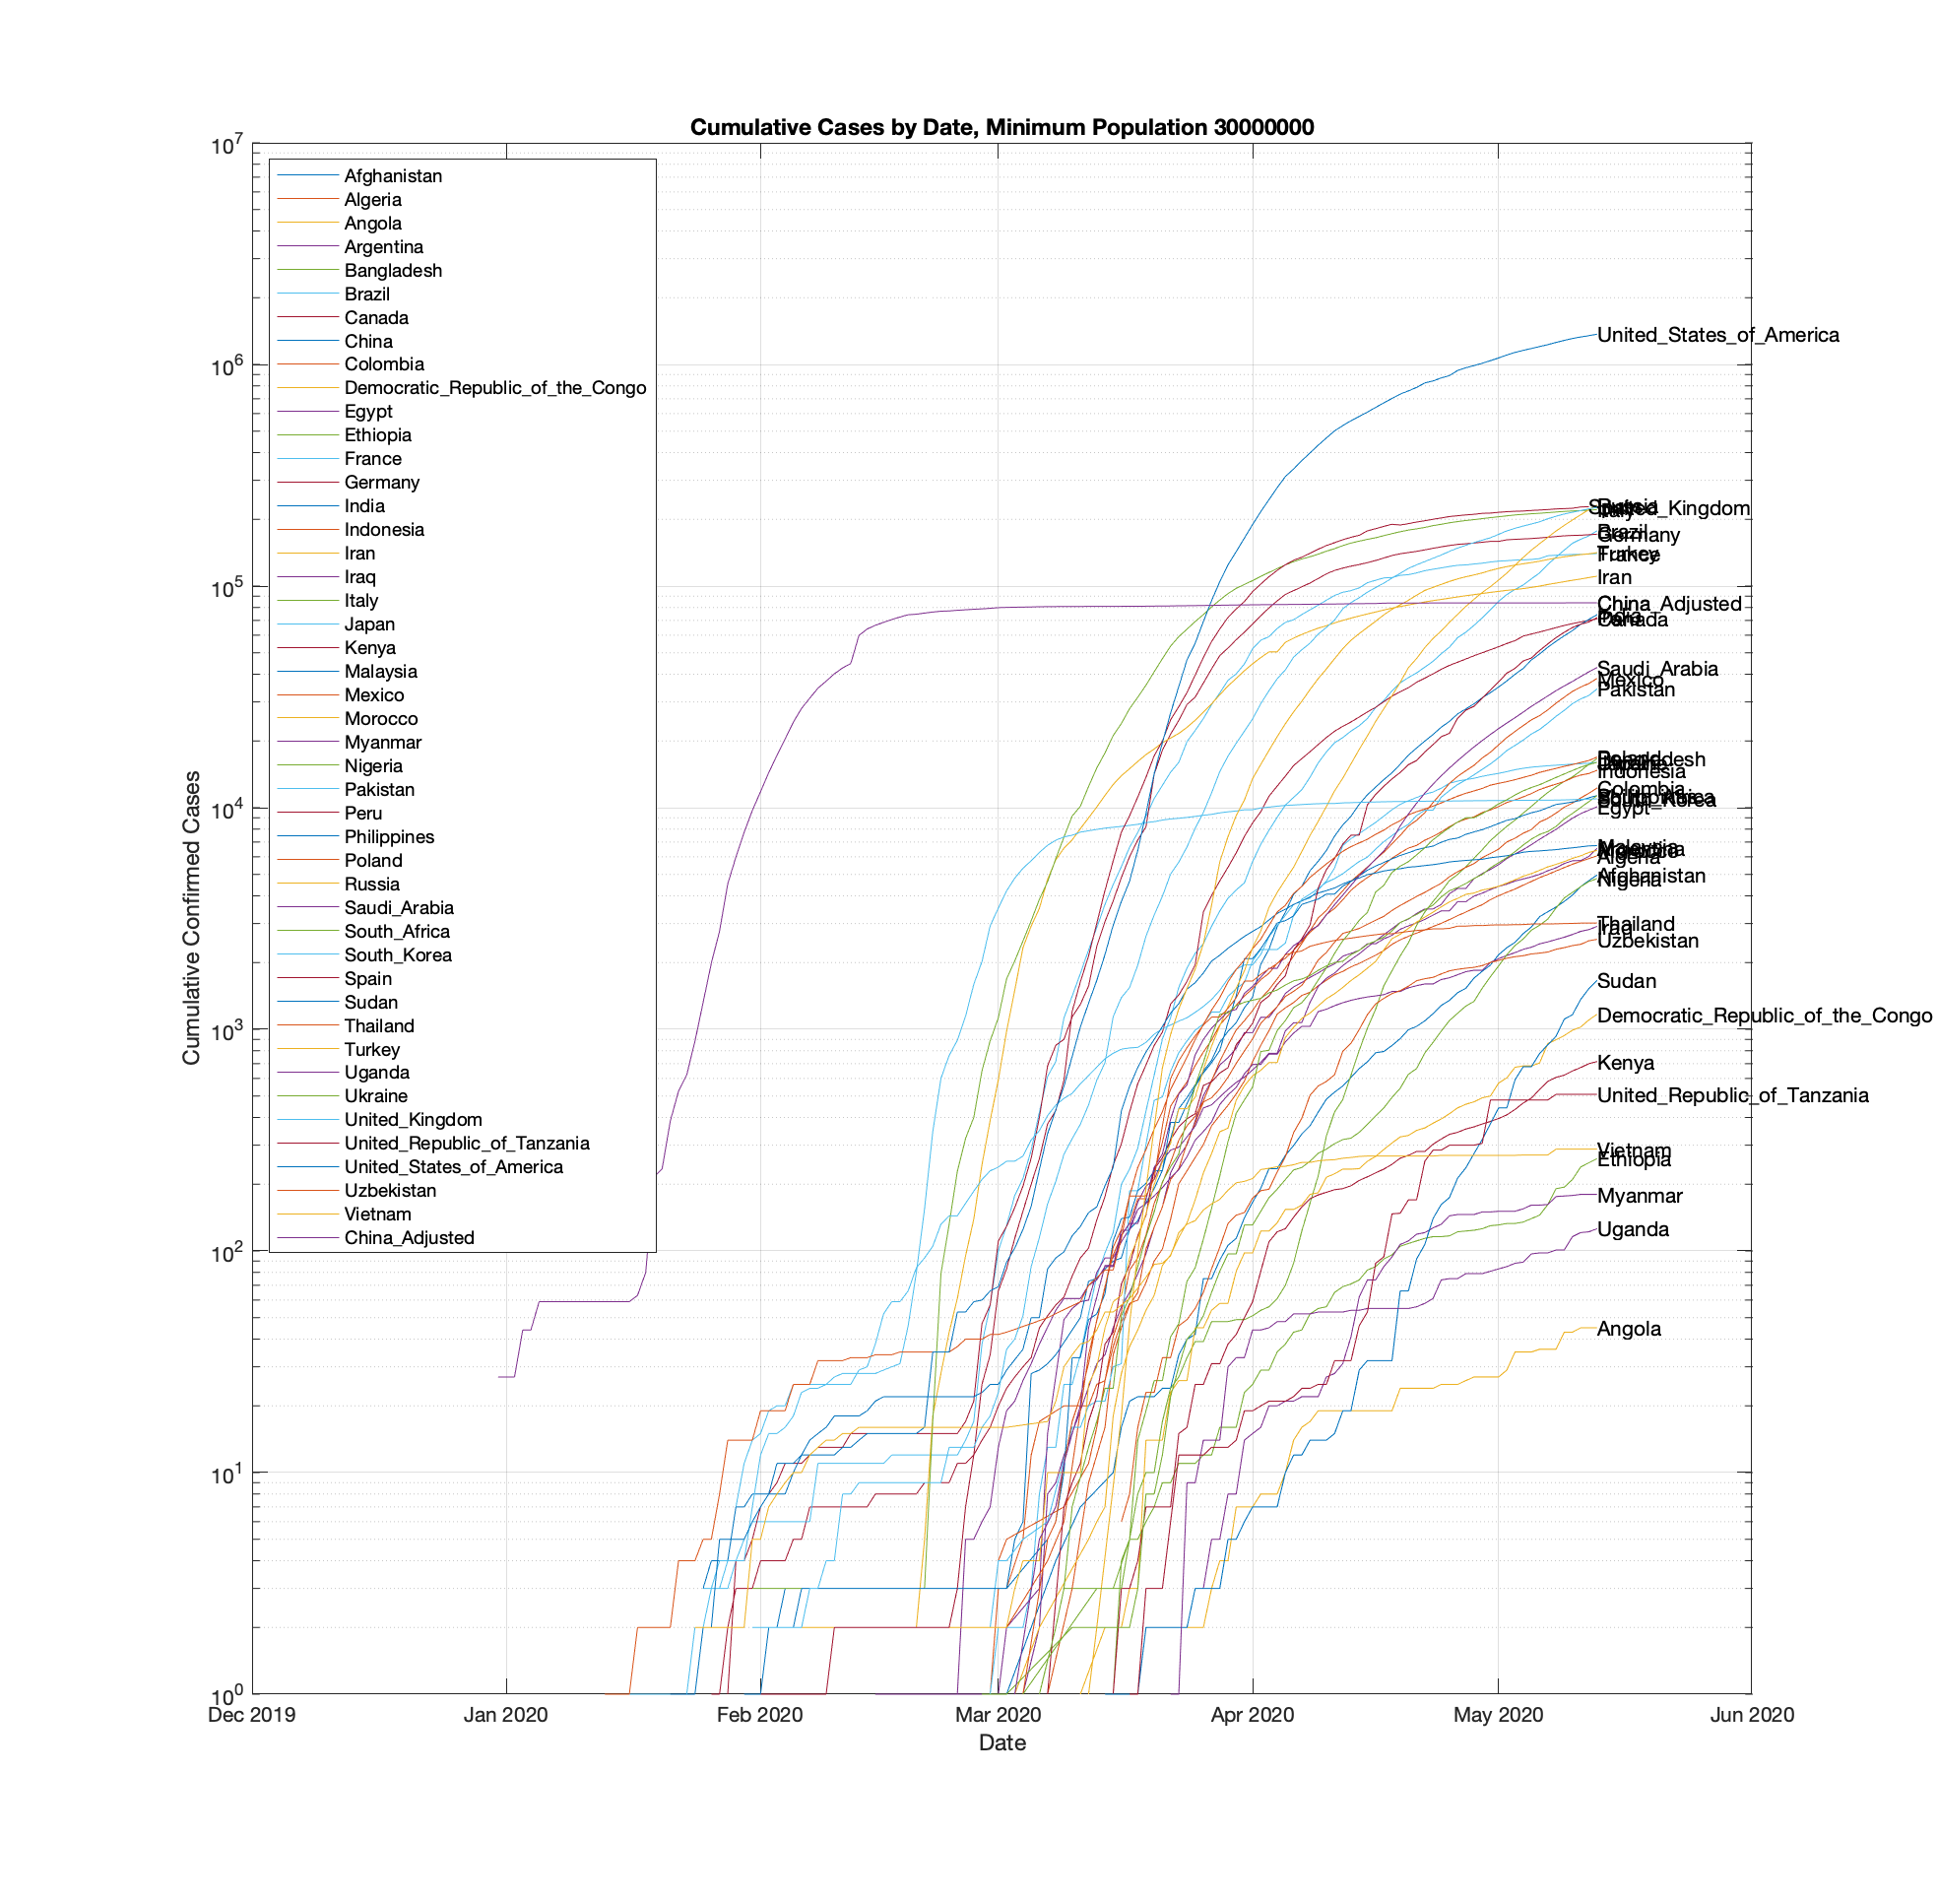 Cumulative Cases by Date, Minimum Population 30000000
10^7
10^6
10^5
10^4
10^3
10^2
10^1
10^0
Cumulative Confirmed Cases
Afghanistan
Algeria
Angola
Argentina
Bangladesh
Brazil
Canada
China
Colombia
Democratic_Republic_of_the_Congo
Egypt
Ethiopia
France
Germany
India
Indonesia
Iran
Iraq
Italy
Japan
Kenya
Malaysia
Mexico
Morocco
Myanmar
Nigeria
Pakistan
Peru
Philippines
Poland
Russia
Saudi_Arabia
South_Africa
South_Korea
Spain
Sudan
Thailand
Turkey
Uganda
Ukraine
United_Kingdom
United_Republic_of_Tanzania
United_States_of_America
Uzbekistan
Vietnam
China_Adjusted
United_States_of_America
United_Kingdom
Brazil
Germany
Turkey
France
Iran
China_Adjusted
India
Canada
Saudi_Arabia
Mexico
Pakistan
Bangladesh
Indonesia
Colombia
South_Africa
South_Korea
Egypt
Malaysia
Algeria
Afghanistan
Nigeria
Thailand
Iraq
Uzbekistan
Sudan
Democratic_Republic_of_the_Congo
Kenya
United_Republic_of_Tanzania
Vietnam
Ethiopia
Myanmar
Uganda
Angola
Dec 2019
Jan 2020
Feb 2020
Mar 2020
Apr 2020
May 2020
Jun 2020
Date